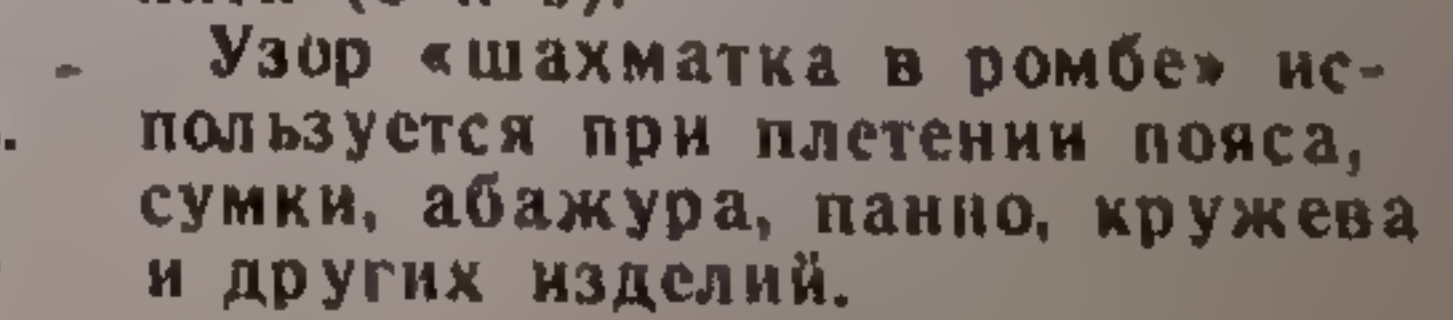 Узор «шахматка в ромбе» ис-
пользуется при плетении пояса,
сумки, абажура, панно, кружева
и других изделий.